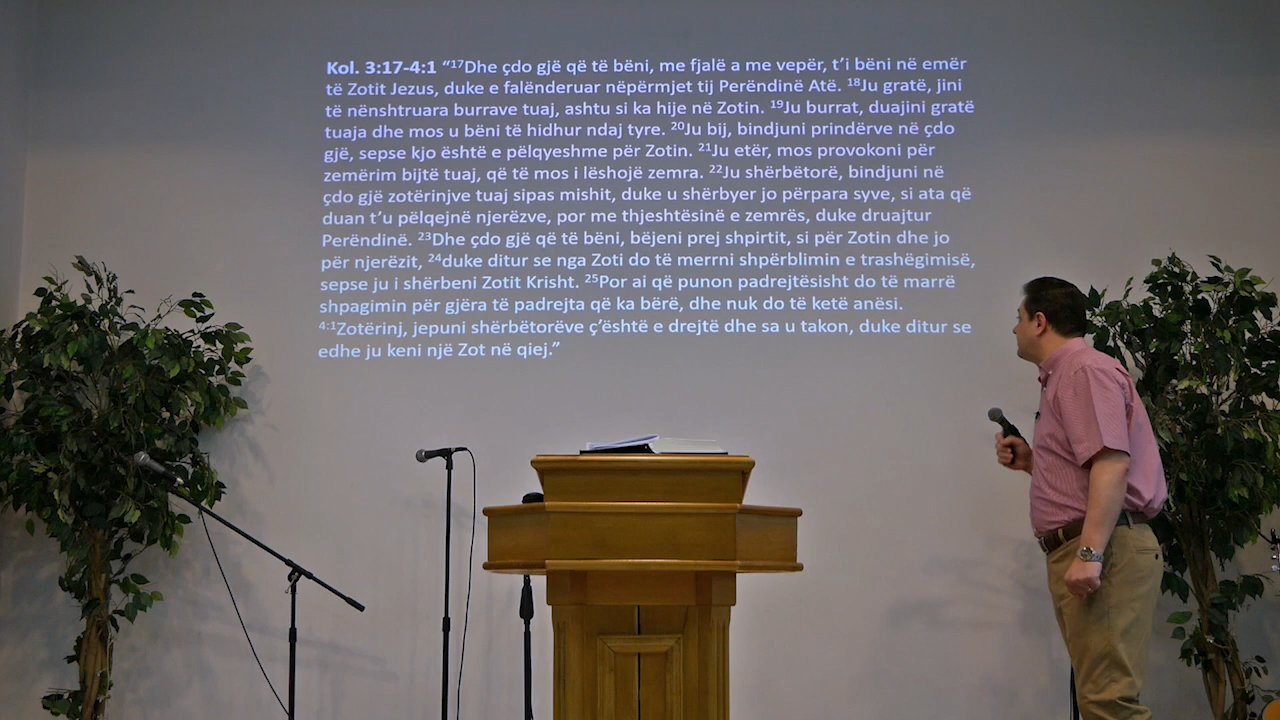 Kol. 3:17-4:1 “¹⁷Dhe çdo gjë që të bëni, me fjalë a me vepër, t’i bëni në emër
të Zotit Jezus, duke e falënderuar nëpërmjet tij Perëndinë Atë. ¹⁸Ju gratë, jini
të nënshtruara burrave tuaj, ashtu si ka hije në Zotin. ¹⁹Ju burrat, duajini gratë
tuaja dhe mos u bëni të hidhur ndaj tyre. ²⁰Ju bij, bindjuni prindërve në çdo
gjë, sepse kjo është e pëlqyeshme për Zotin. ²¹Ju etër, mos provokoni për
zemërim bijtë tuaj, që të mos i lëshojë zemra. ²²Ju shërbëtorë, bindjuni në
çdo gjë zotërinjve tuaj sipas mishit, duke u shërbyer jo përpara syve, si ata që
duan t’u pëlqejnë njerëzve, por me thjeshtësinë e zemrës, duke druajtur
Perëndinë. ²³Dhe çdo gjë që të bëni, bëjeni prej shpirtit, si për Zotin dhe jo
për njerëzit, ²⁴duke ditur se nga Zoti do të merrni shpërblimin e trashëgimisë,
sepse ju i shërbeni Zotit Krisht. ²⁵Por ai që punon padrejtësisht do të marrë
shpagimin për gjëra të padrejta që ka bërë, dhe nuk do të ketë anësi.
⁴:¹Zotërinj, jepuni shërbëtorëve ç’është e drejtë dhe sa u takon, duke ditur se
edhe ju keni një Zot në qiej.”